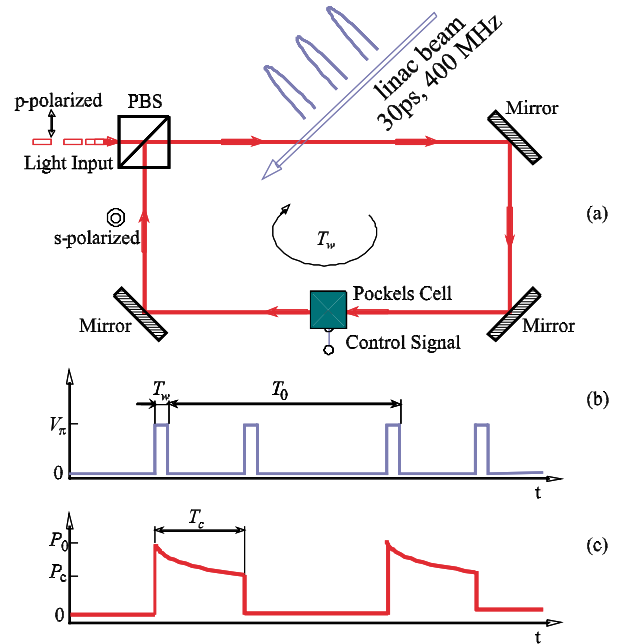 linac beam
30ps, 400 MHz
p-polarized
PBS
Mirror
Light Input
(a)
s-polarized
T_w
Pockels Cell
Mirror
Control Signal
Mirror
T_w
T_0
(b)
V_π
0
t
T_c
(c)
P_0
P_c
0
t